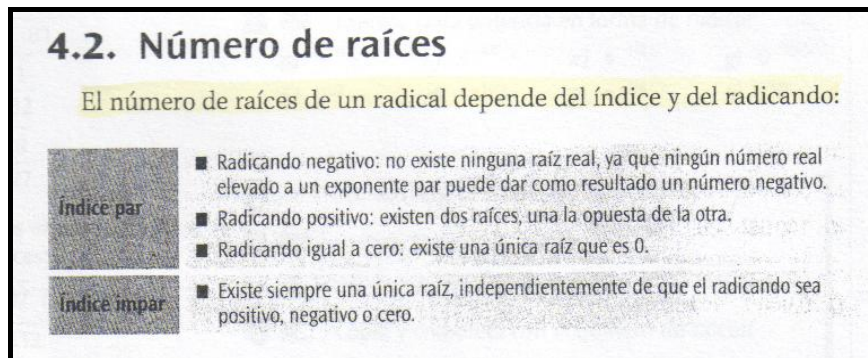 4.2. Número de raíces
El número de raíces de un radical depende del índice y del radicando:
Índice par
■ Radicando negativo: no existe ninguna raíz real, ya que ningún número real
elevado a un exponente par puede dar como resultado un número negativo.
■ Radicando positivo: existen dos raíces, una la opuesta de la otra.
■ Radicando igual a cero: existe una única raíz que es 0.
Índice impar
■ Existe siempre una única raíz, independientemente de que el radicando sea
positivo, negativo o cero.